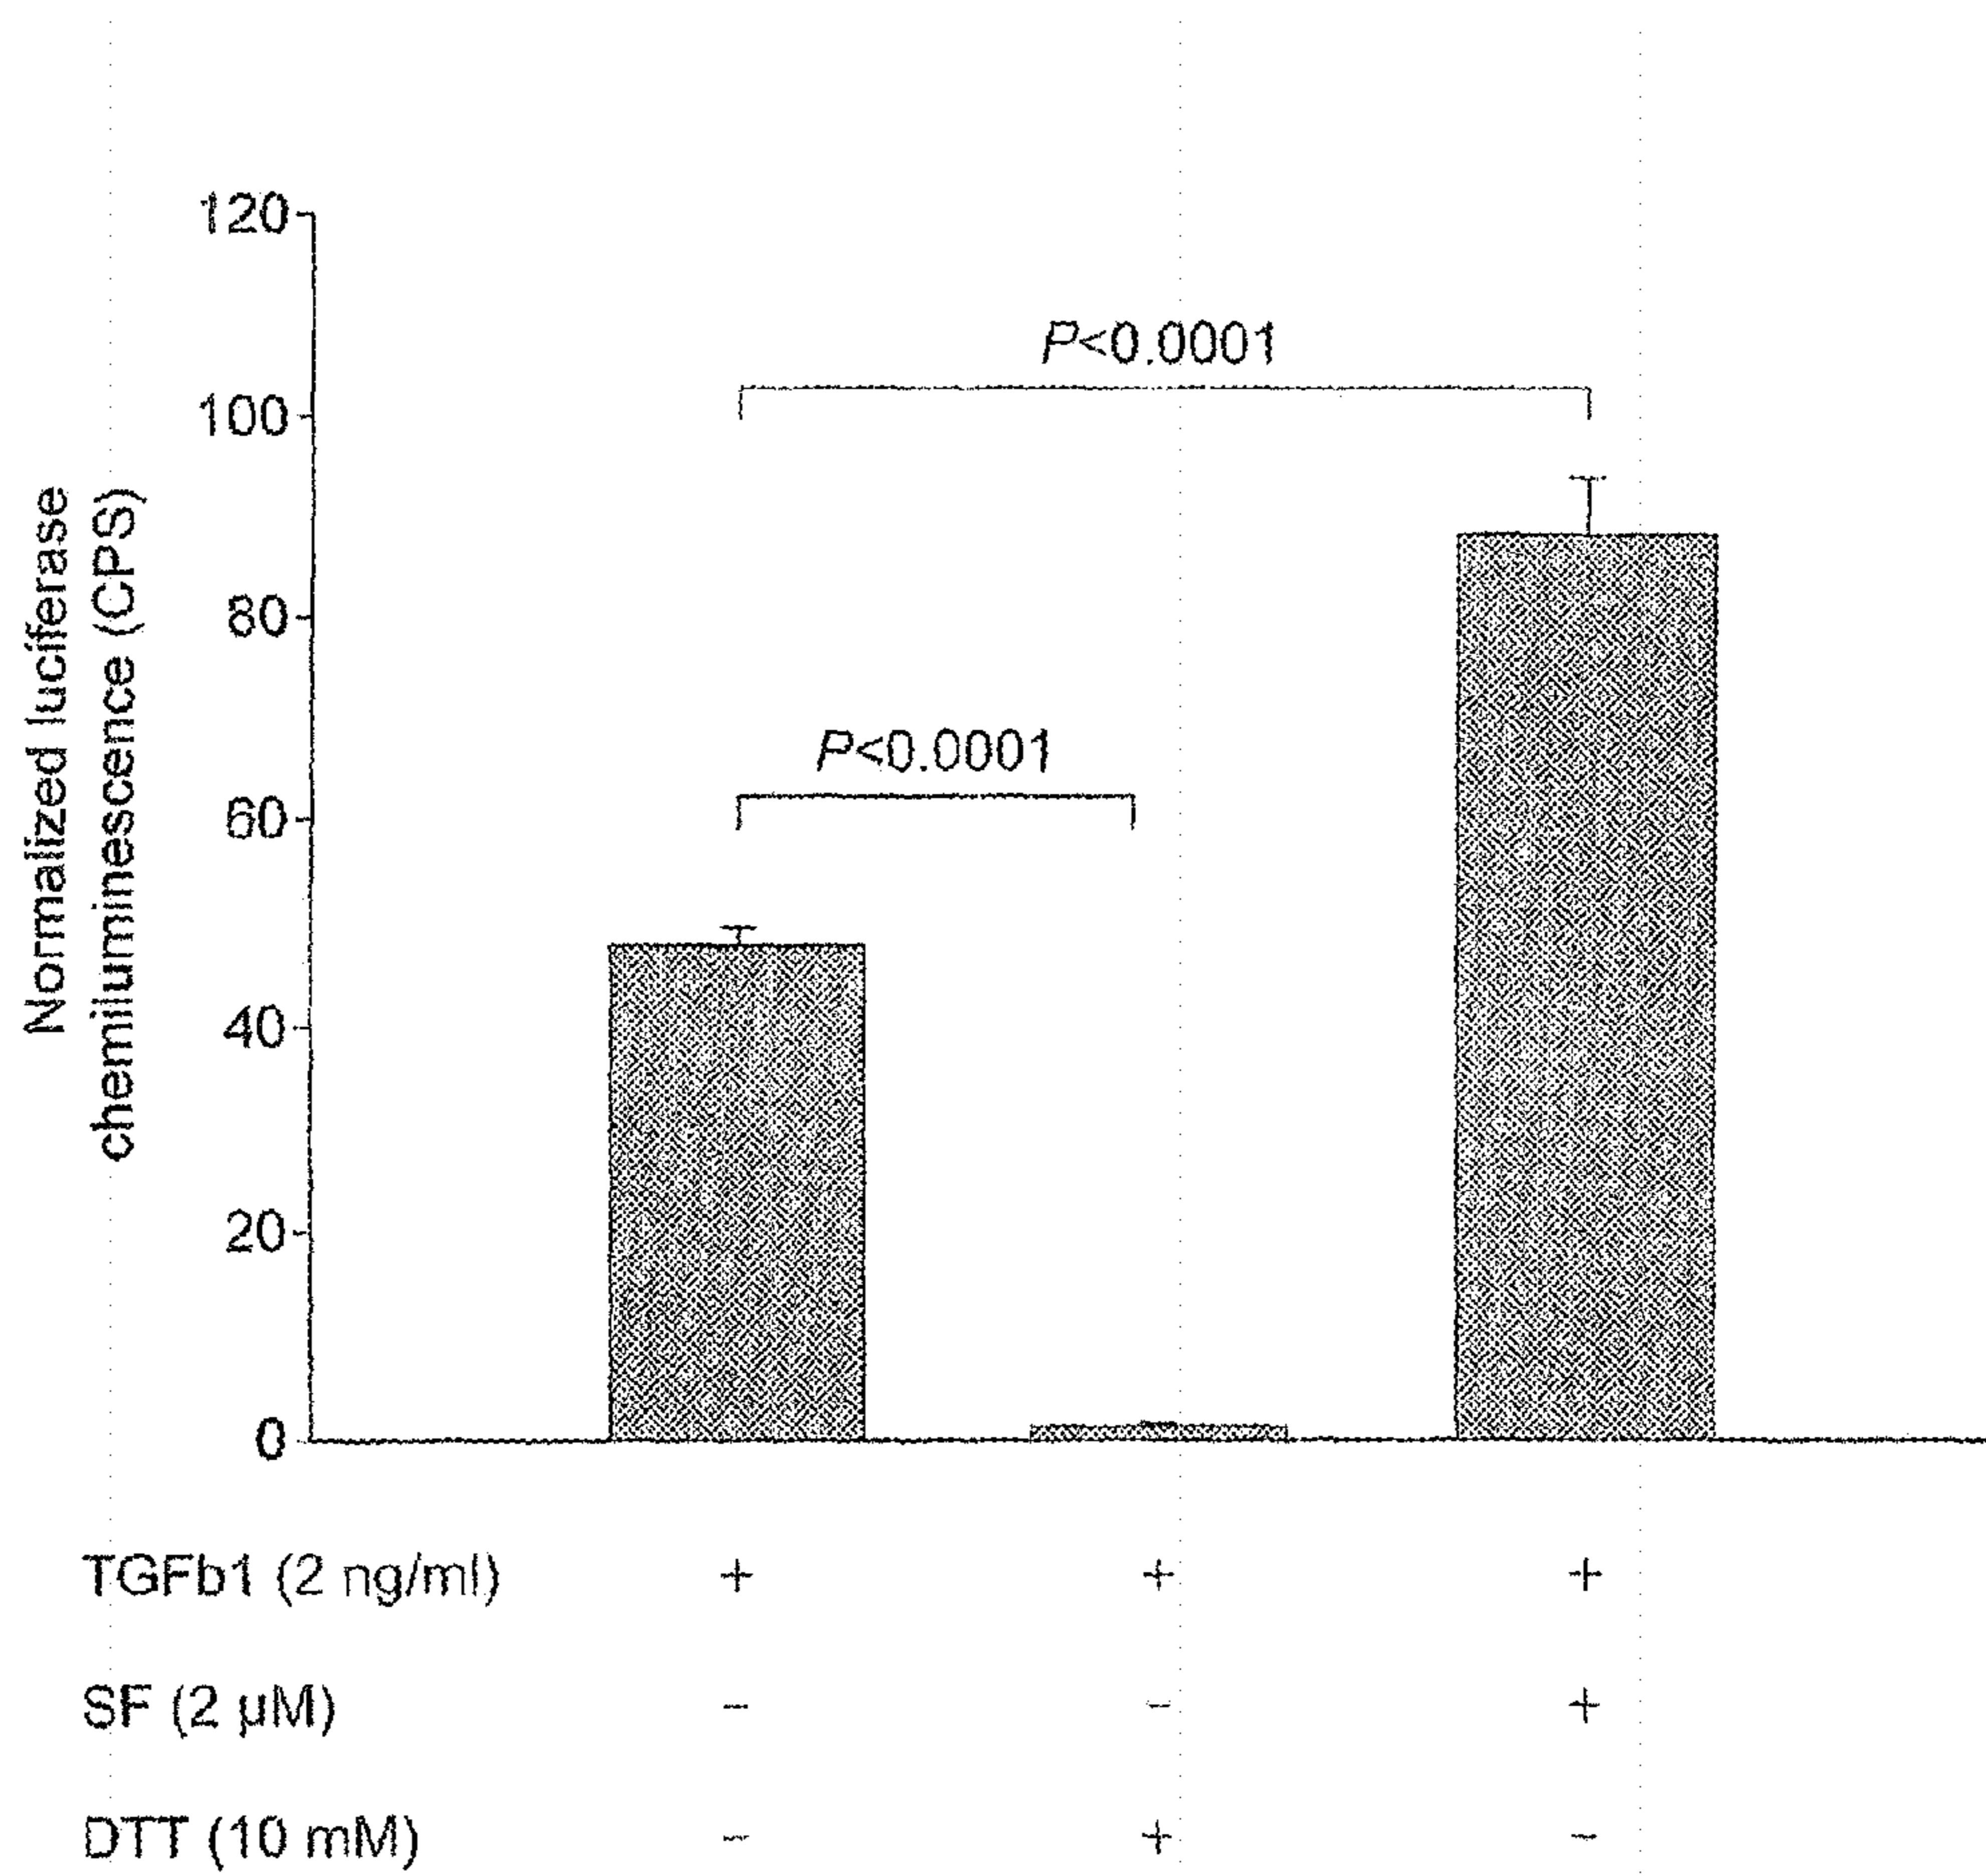 120
P<0.0001
100
80
P<0.0001
60
40
20
0
Normalized luciferase
chemiluminescence (CPS)
TGFb1 (2 ng/ml) + + +
SF (2 µM) − − +
DTT (10 mM) − + −